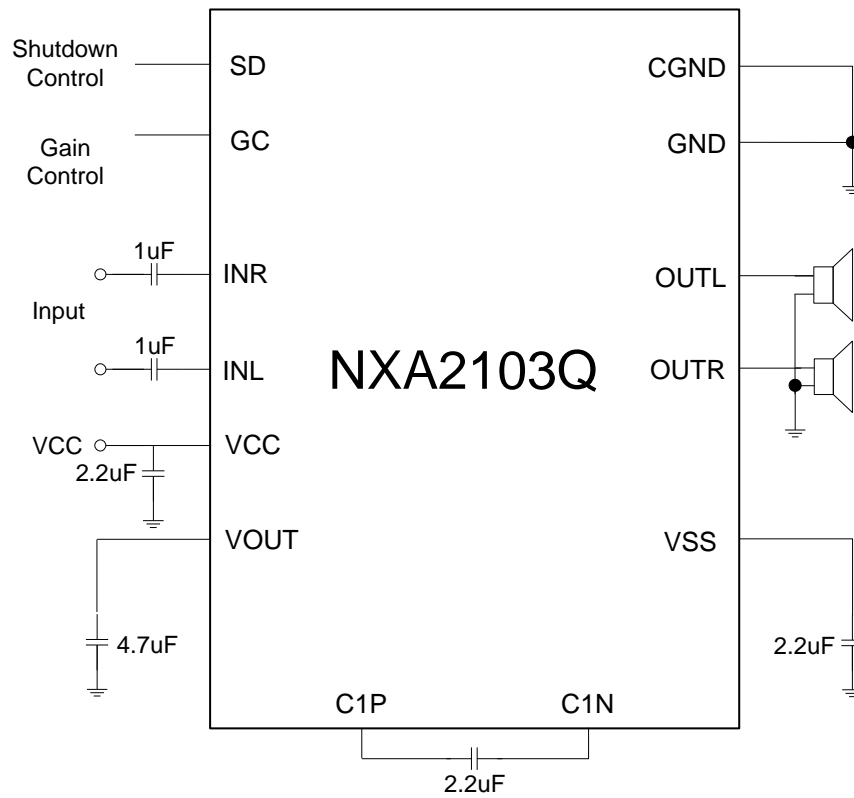 Shutdown
Control
SD
CGND
Gain
Control
GC
GND
1uF
INR
OUTL
Input
1uF
INL
NXA2103Q
OUTR
VCC
VCC
2.2uF
VOUT
VSS
4.7uF
2.2uF
C1P
C1N
2.2uF